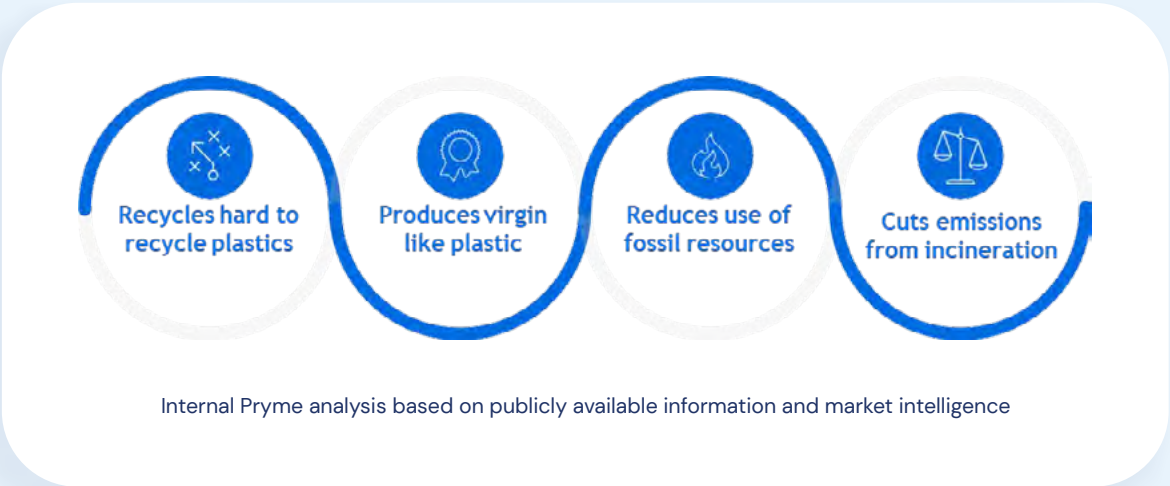 Recycles hard to
recycle plastics
Produces virgin
like plastic
Reduces use of
fossil resources
Cuts emissions
from incineration
Internal Pryme analysis based on publicly available information and market intelligence